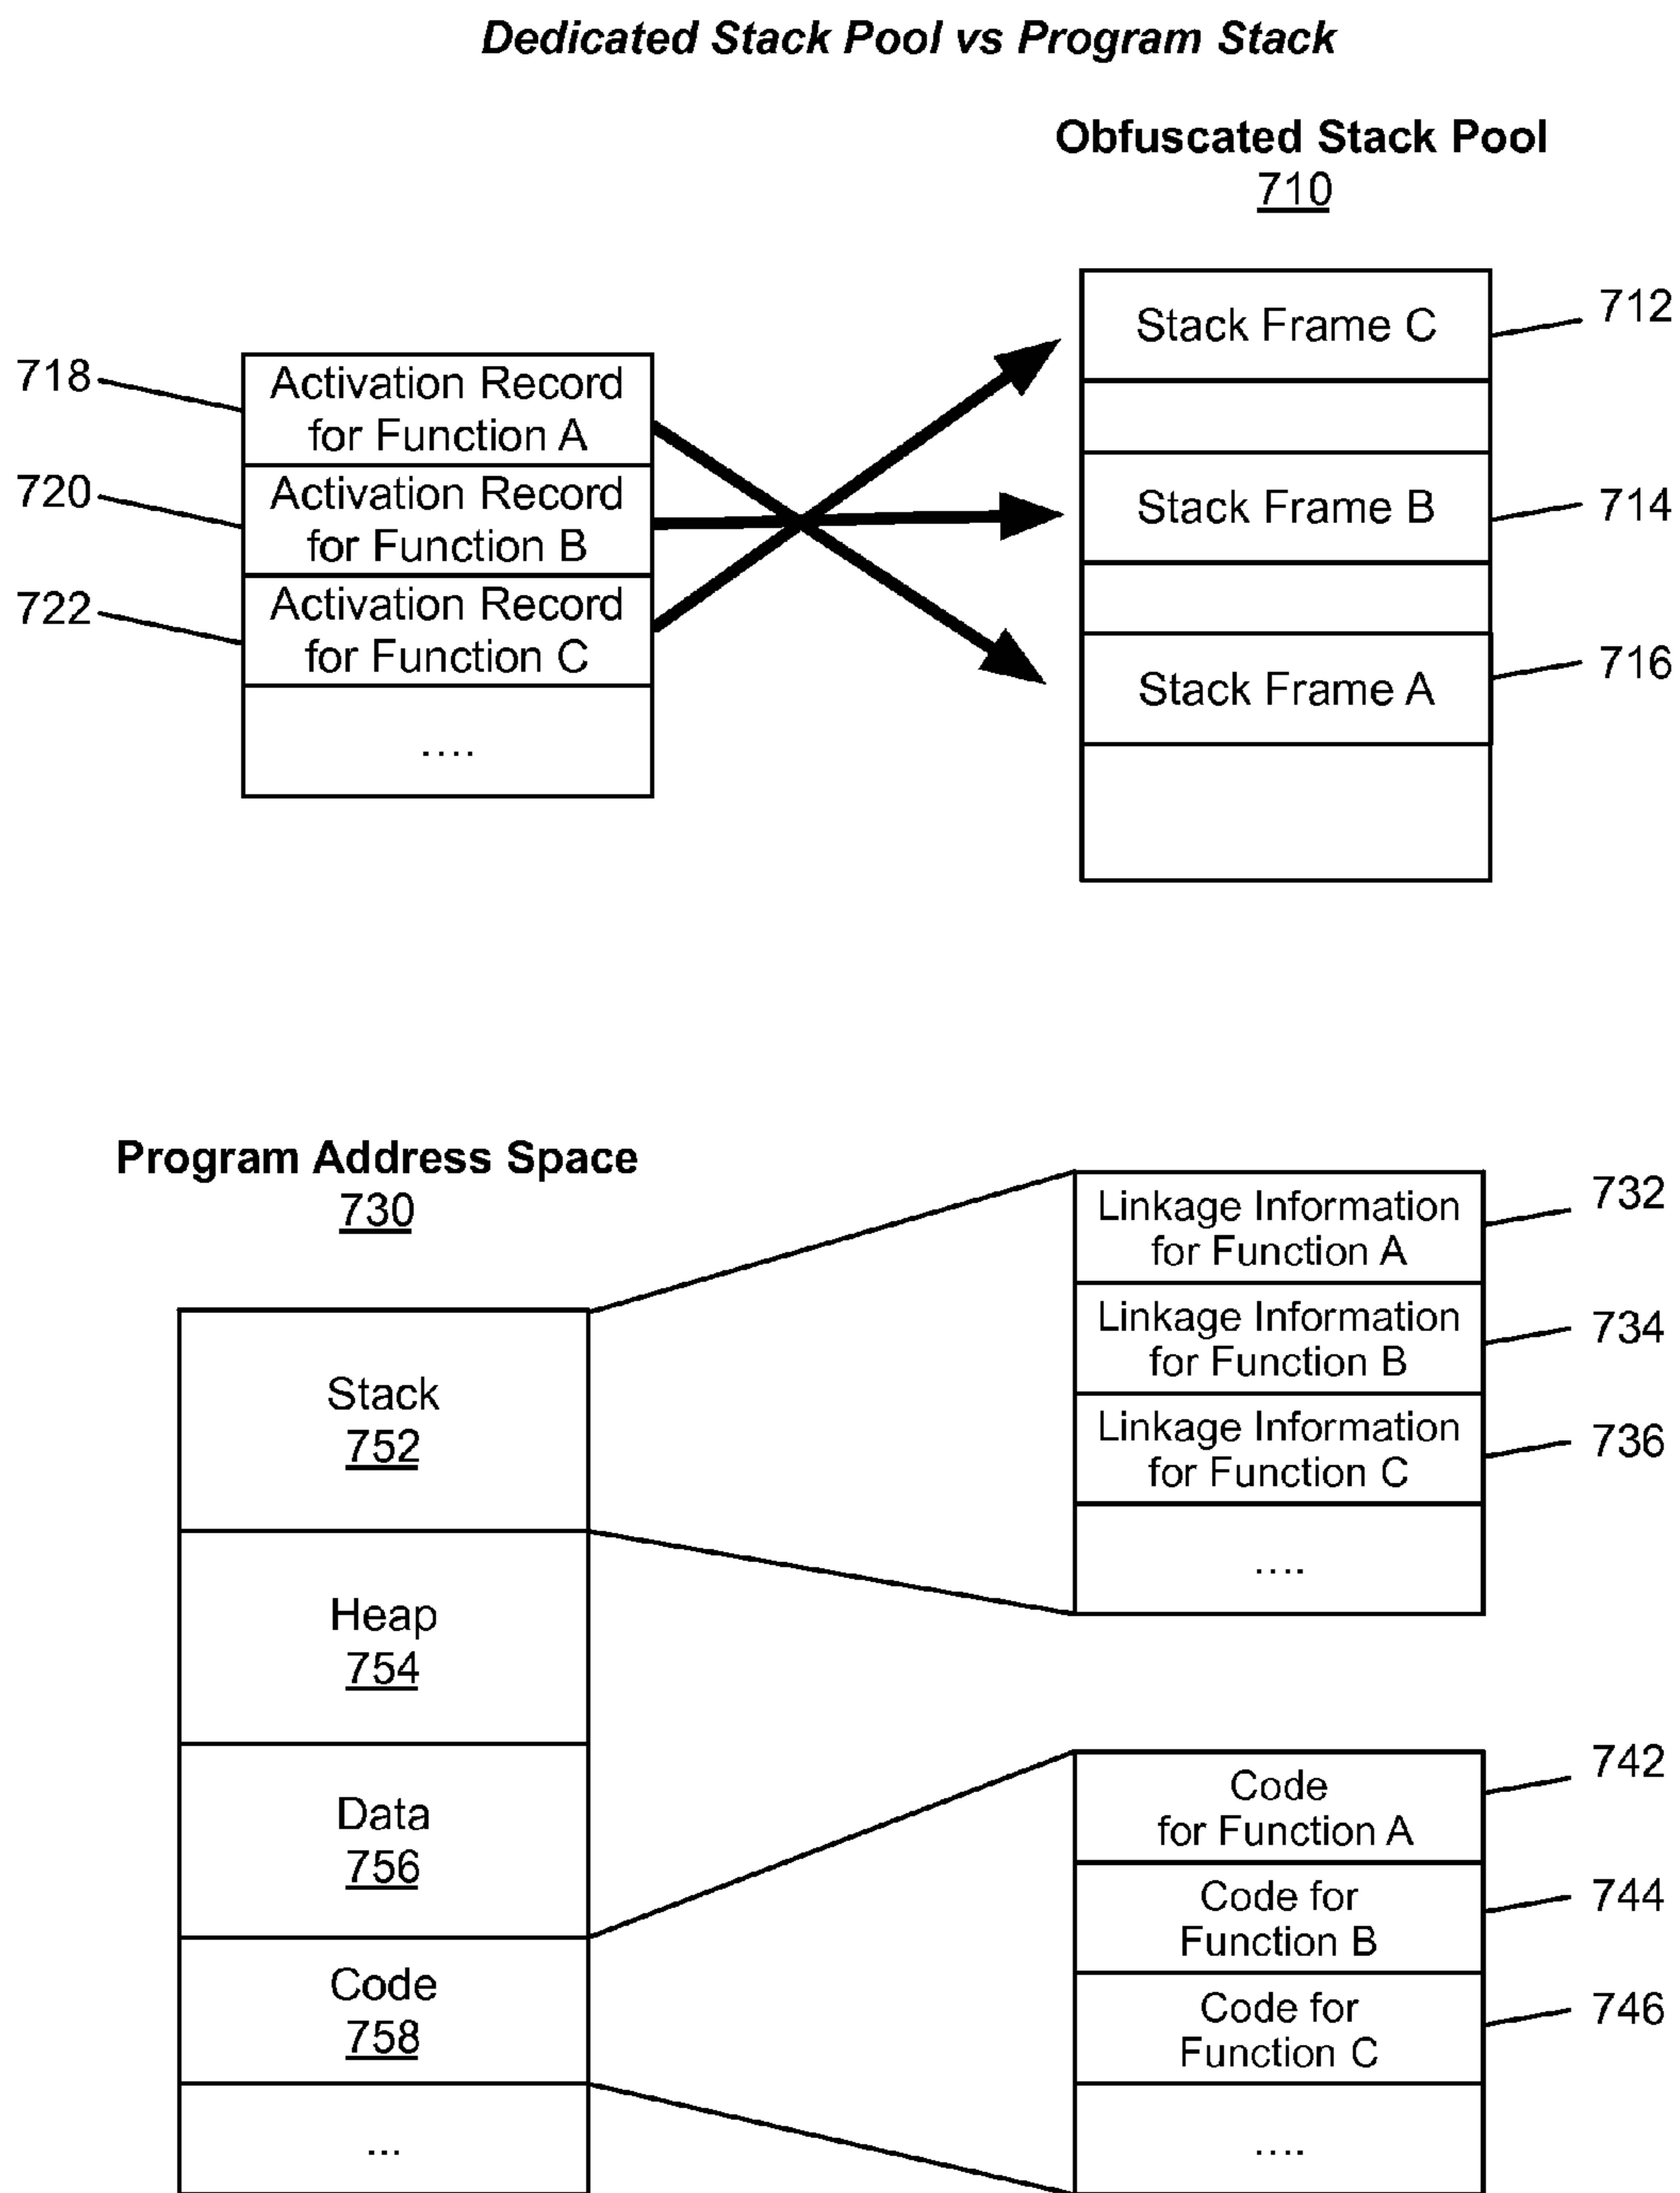 Dedicated Stack Pool vs Program Stack
Obfuscated Stack Pool
710
Stack Frame C
712
718
Activation Record
for Function A
720
Activation Record
for Function B
Stack Frame B
714
722
Activation Record
for Function C
Stack Frame A
716
....
Program Address Space
730
Linkage Information
for Function A
732
Linkage Information
for Function B
734
Linkage Information
for Function C
736
....
Stack
752
Heap
754
Data
756
Code
758
...
Code
for Function A
742
Code for
Function B
744
Code for
Function C
746
....